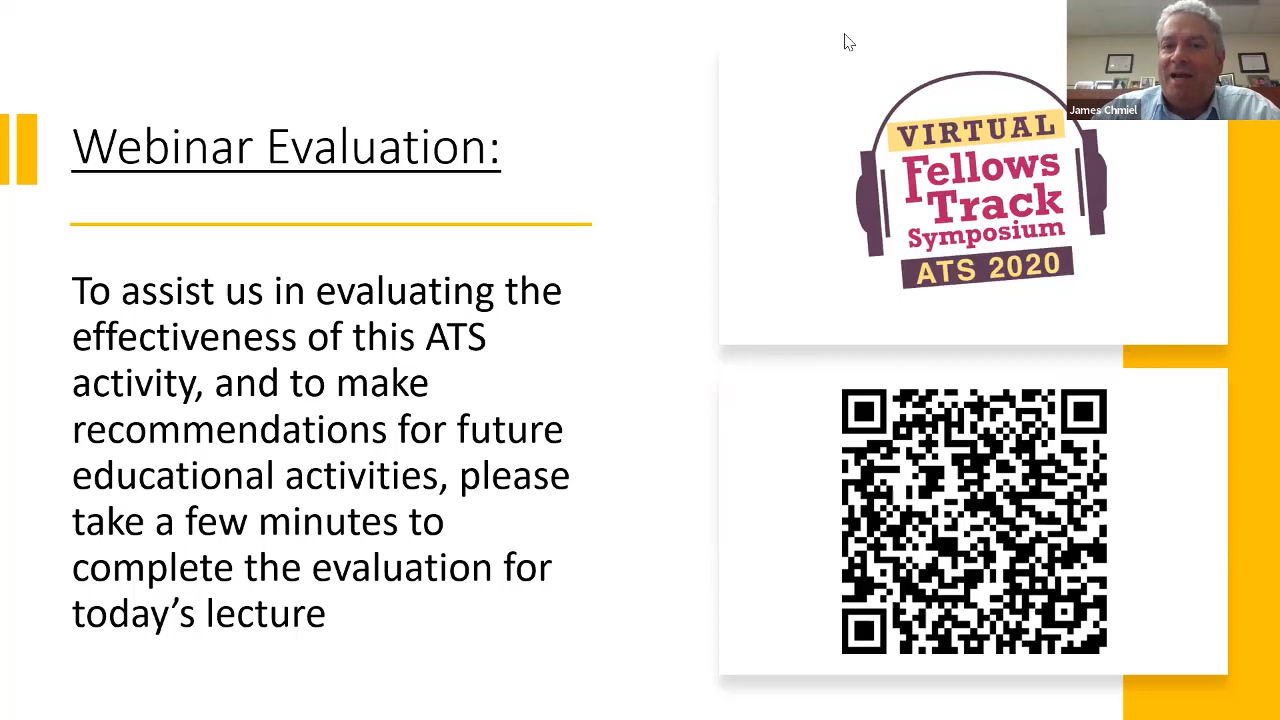 James Chmiel
Webinar Evaluation:
VIRTUAL
Fellows
Track
Symposium
ATS 2020
To assist us in evaluating the
effectiveness of this ATS
activity, and to make
recommendations for future
educational activities, please
take a few minutes to
complete the evaluation for
today’s lecture